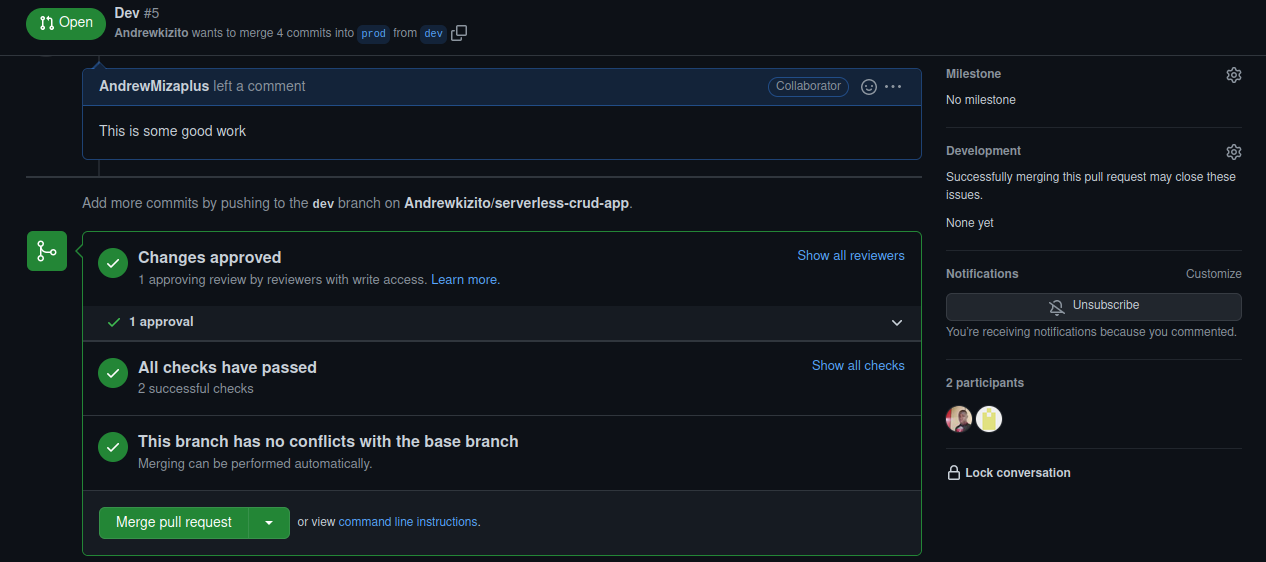 Open
Dev #5
Andrewkizito wants to merge 4 commits into prod from dev
AndrewMizaplus left a comment
Collaborator
This is some good work
Add more commits by pushing to the dev branch on Andrewkizito/serverless-crud-app.
Changes approved
Show all reviewers
1 approving review by reviewers with write access. Learn more.
1 approval
All checks have passed
Show all checks
2 successful checks
This branch has no conflicts with the base branch
Merging can be performed automatically.
Merge pull request
or view command line instructions.
Milestone
No milestone
Development
Successfully merging this pull request may close these
issues.
None yet
Notifications
Customize
Unsubscribe
You're receiving notifications because you commented.
2 participants
Lock conversation